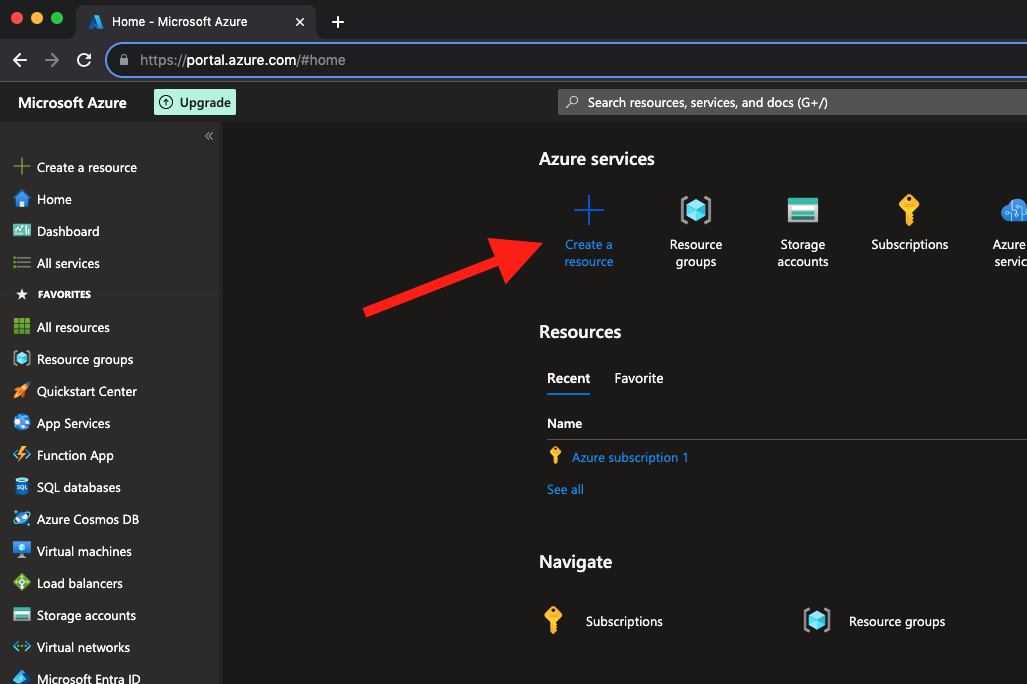 Home - Microsoft Azure
https://portal.azure.com/#home
Microsoft Azure
Upgrade
Search resources, services, and docs (G+/)
«
Create a resource
Home
Dashboard
All services
FAVORITES
All resources
Resource groups
Quickstart Center
App Services
Function App
SQL databases
Azure Cosmos DB
Virtual machines
Load balancers
Storage accounts
Virtual networks
Microsoft Entra ID
Azure services
Create a
resource
Resource
groups
Storage
accounts
Subscriptions
Azure
servic
Resources
Recent
Favorite
Name
Azure subscription 1
See all
Navigate
Subscriptions
Resource groups